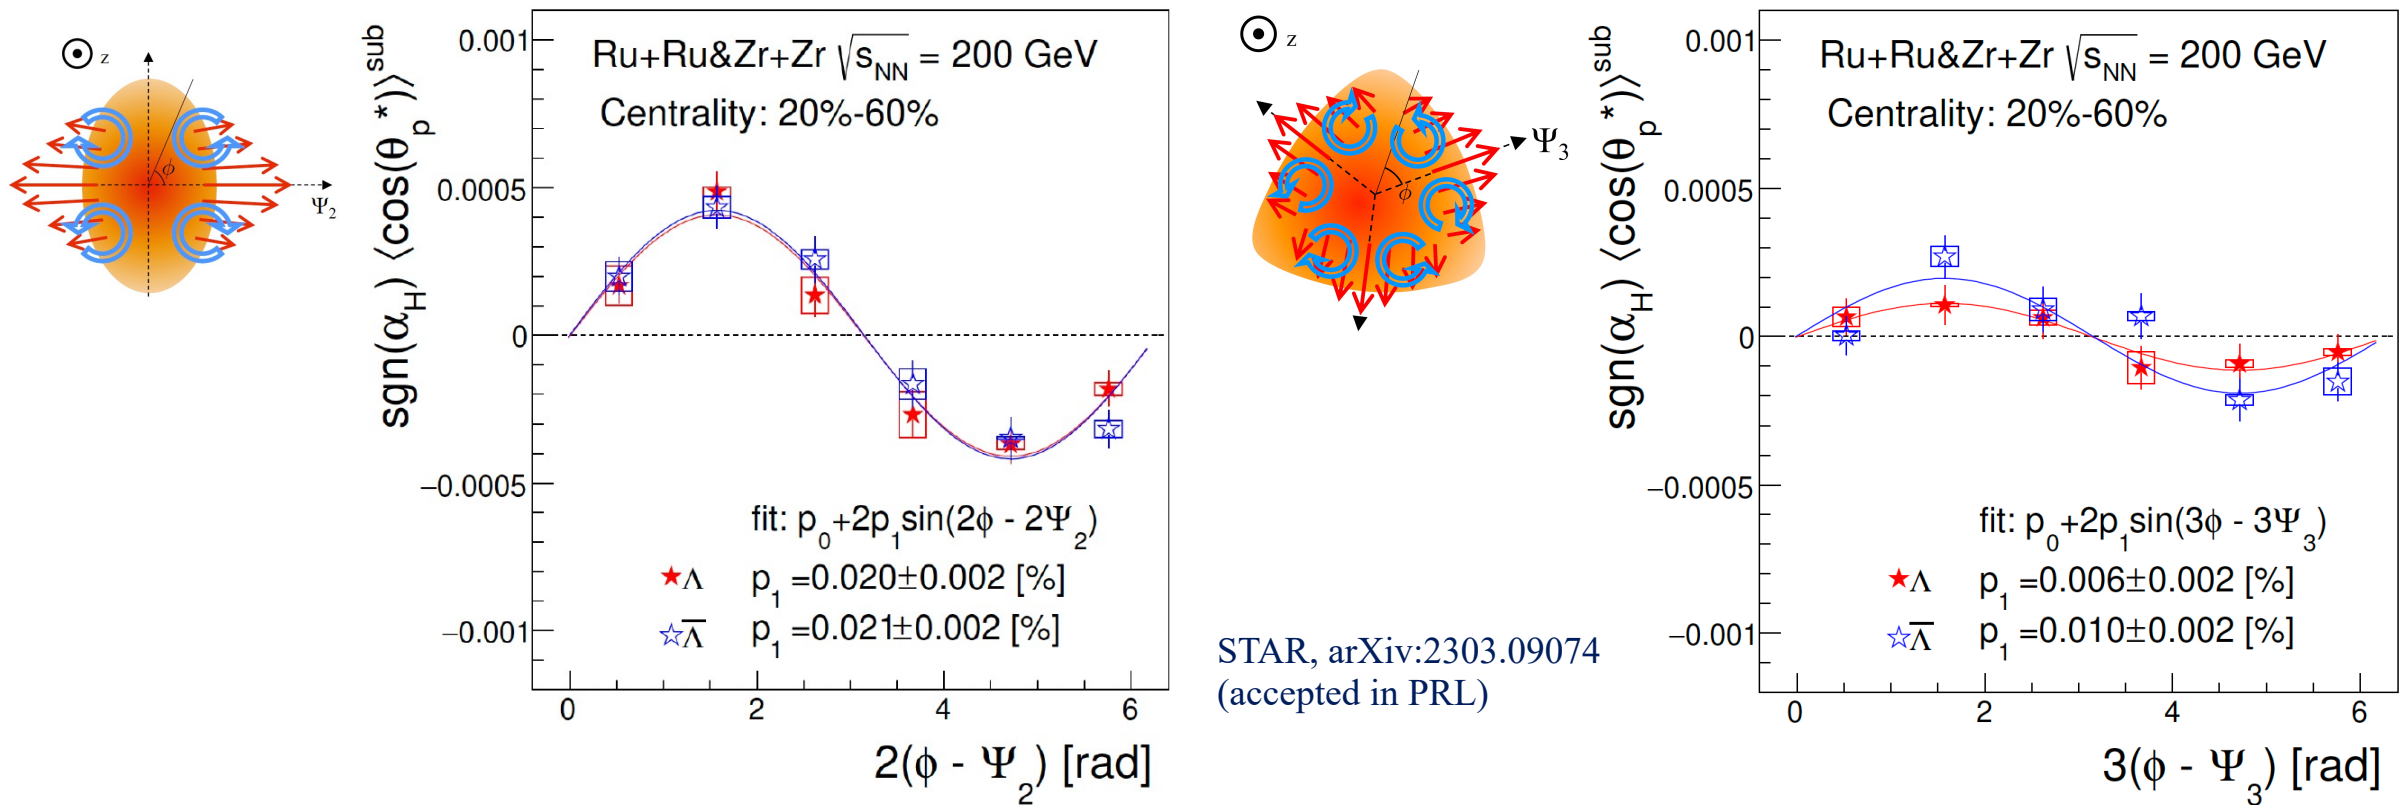 z
ϕ
Ψ2
sgn(αH) ⟨cos(θp*)⟩sub
0.001
0.0005
0
−0.0005
−0.001
Ru+Ru&Zr+Zr √sNN = 200 GeV
Centrality: 20%-60%
fit: p0+2p1sin(2ϕ - 2Ψ2)
Λ p1 =0.020±0.002 [%]
Λ̅ p1 =0.021±0.002 [%]
0 2 4 6
2(ϕ - Ψ2) [rad]
z
Ψ3
ϕ
STAR, arXiv:2303.09074
(accepted in PRL)
sgn(αH) ⟨cos(θp*)⟩sub
0.001
0.0005
0
−0.0005
−0.001
Ru+Ru&Zr+Zr √sNN = 200 GeV
Centrality: 20%-60%
fit: p0+2p1sin(3ϕ - 3Ψ3)
Λ p1 =0.006±0.002 [%]
Λ̅ p1 =0.010±0.002 [%]
0 2 4 6
3(ϕ - Ψ3) [rad]